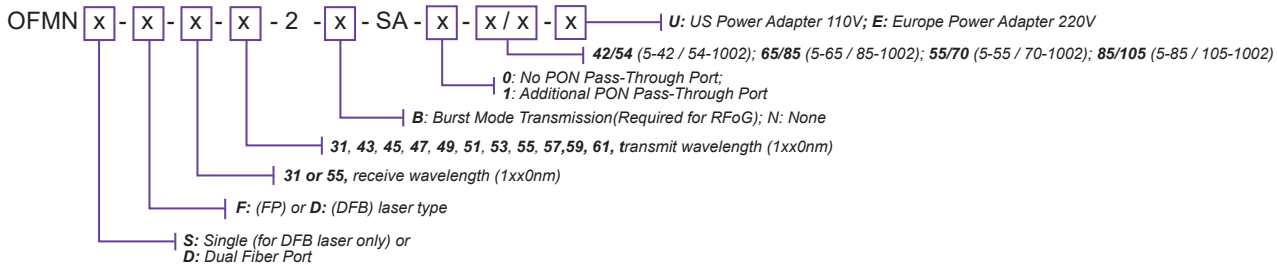 OFMN x - x - x - x - 2 - x - SA - x - x / x - x
U: US Power Adapter 110V; E: Europe Power Adapter 220V
42/54 (5-42 / 54-1002); 65/85 (5-65 / 85-1002); 55/70 (5-55 / 70-1002); 85/105 (5-85 / 105-1002)
0: No PON Pass-Through Port;
1: Additional PON Pass-Through Port
B: Burst Mode Transmission(Required for RFoG); N: None
31, 43, 45, 47, 49, 51, 53, 55, 57,59, 61, transmit wavelength (1xx0nm)
31 or 55, receive wavelength (1xx0nm)
F: (FP) or D: (DFB) laser type
S: Single (for DFB laser only) or
D: Dual Fiber Port